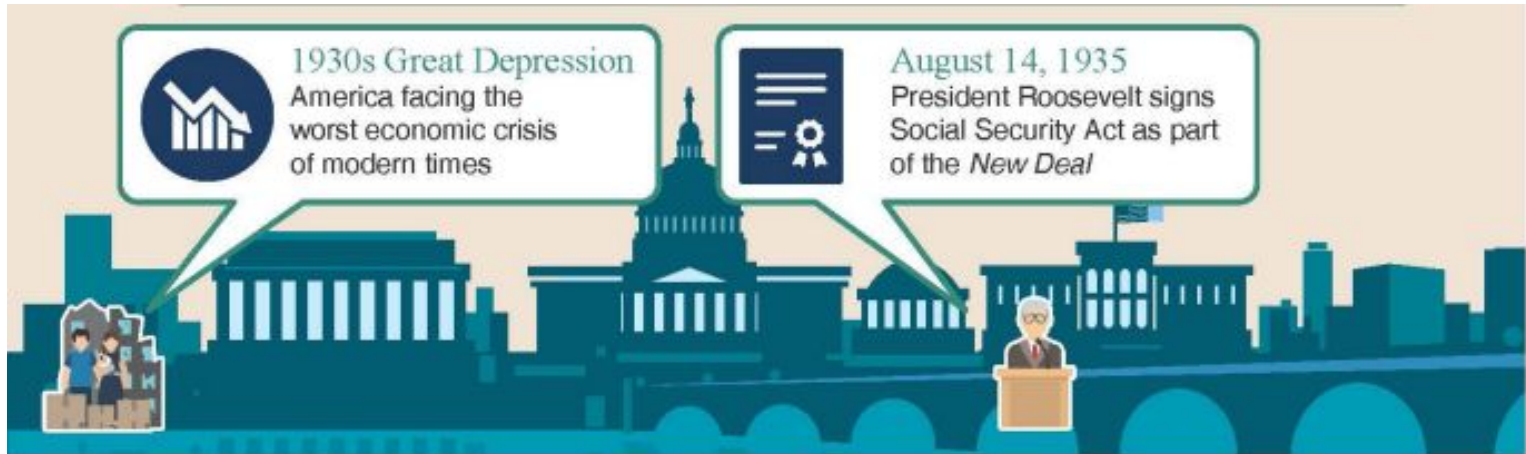 1930s Great Depression
America facing the
worst economic crisis
of modern times
August 14, 1935
President Roosevelt signs
Social Security Act as part
of the New Deal